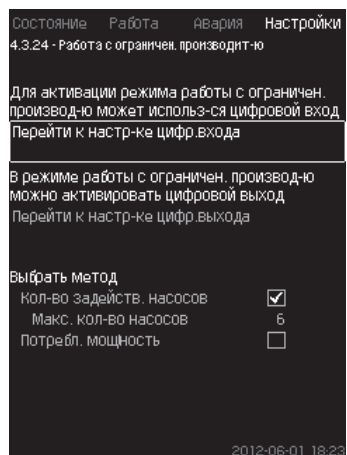 Состояние Работа Авария Настройки
4.3.24 - Работа с ограничен. производит-ю
Для активации режима работы с ограничен.
производ-ю может использ-ся цифровой вход
Перейти к настр-ке цифр.входа
В режиме работы с ограничен. производ-ю
можно активировать цифровой выход
Перейти к настр-ке цифр.выхода
Выбрать метод
Кол-во задейств. насосов
Макс. кол-во насосов 6
Потребл. мощность
2012-06-01 18:23